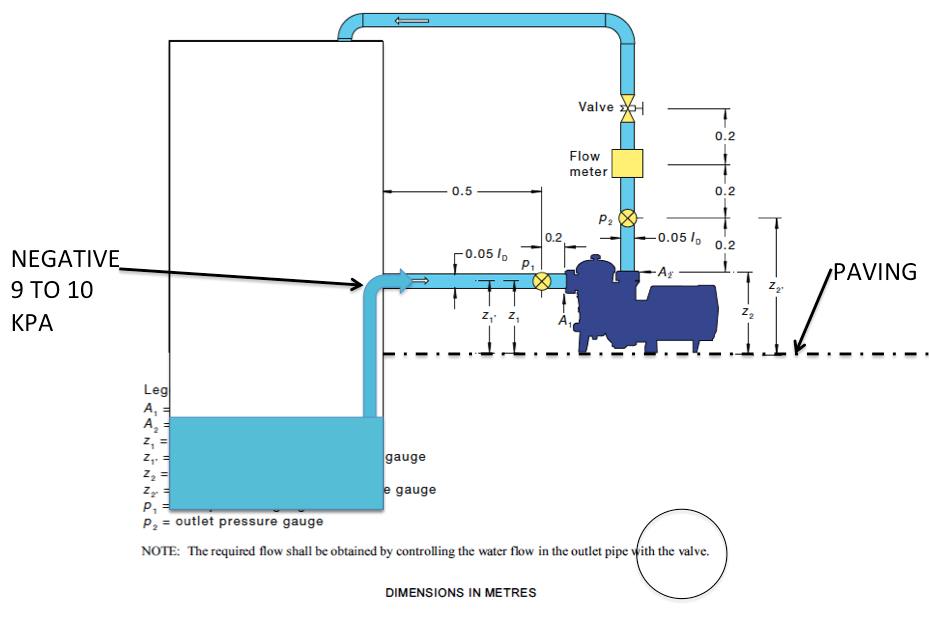 Valve
0.2
Flow
meter
0.2
0.5
p₂
0.2
0.05 l_D
0.2
0.05 l_D
p₁
A₂
z₂'
NEGATIVE
9 TO 10
KPA
PAVING
z₁'
z₁
A₁
z₂
Leg
A₁ =
A₂ =
z₁ =
z₁' = gauge
z₂ =
z₂' = e gauge
p₁ =
p₂ = outlet pressure gauge
NOTE: The required flow shall be obtained by controlling the water flow in the outlet pipe with the valve.
DIMENSIONS IN METRES